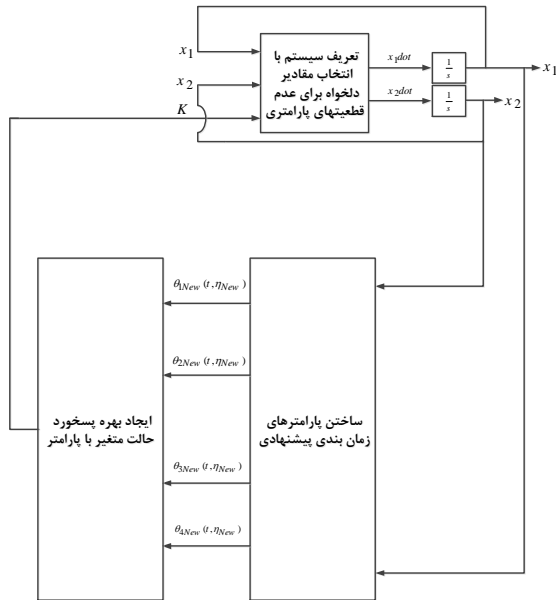 x1
x2
K
تعریف سیستم با
انتخاب مقادیر
دلخواه برای عدم
قطعیتهای پارامتری
x1dot
x2dot
1/s
1/s
x1
x2
θ1New (t,ηNew)
θ2New (t,ηNew)
θ3New (t,ηNew)
θ4New (t,ηNew)
ساختن پارامترهای
زمان بندی پیشنهادی
ایجاد بهره پسخورد
حالت متغیر با پارامتر